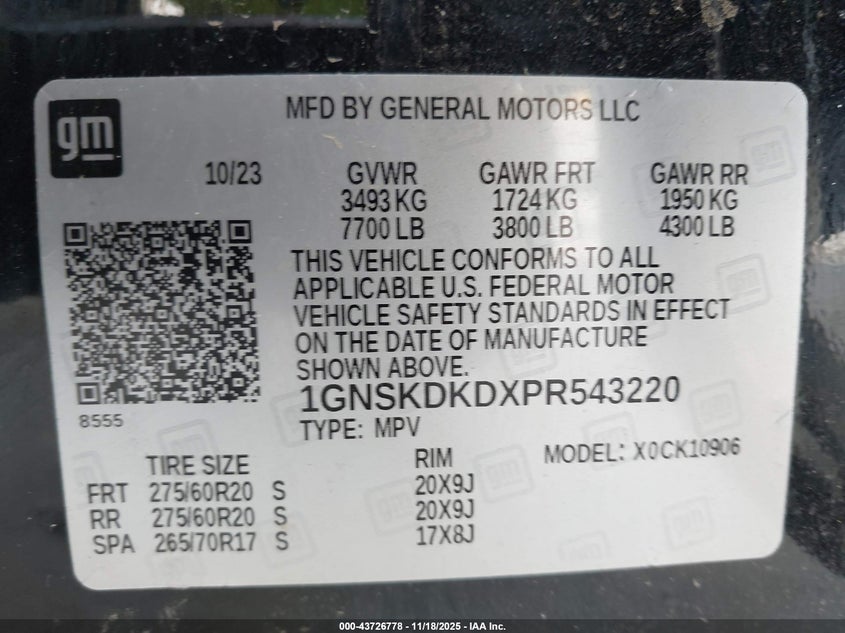 gm
MFD BY GENERAL MOTORS LLC
10/23 GVWR GAWR FRT GAWR RR
3493 KG 1724 KG 1950 KG
7700 LB 3800 LB 4300 LB
THIS VEHICLE CONFORMS TO ALL
APPLICABLE U.S. FEDERAL MOTOR
VEHICLE SAFETY STANDARDS IN EFFECT
ON THE DATE OF MANUFACTURE
SHOWN ABOVE.
1GNSKDKDXPR543220
8555
TYPE: MPV
TIRE SIZE RIM MODEL: X0CK10906
FRT 275/60R20 S 20X9J
RR 275/60R20 S 20X9J
SPA 265/70R17 S 17X8J
000-43726778 - 11/18/2025 - IAA Inc.